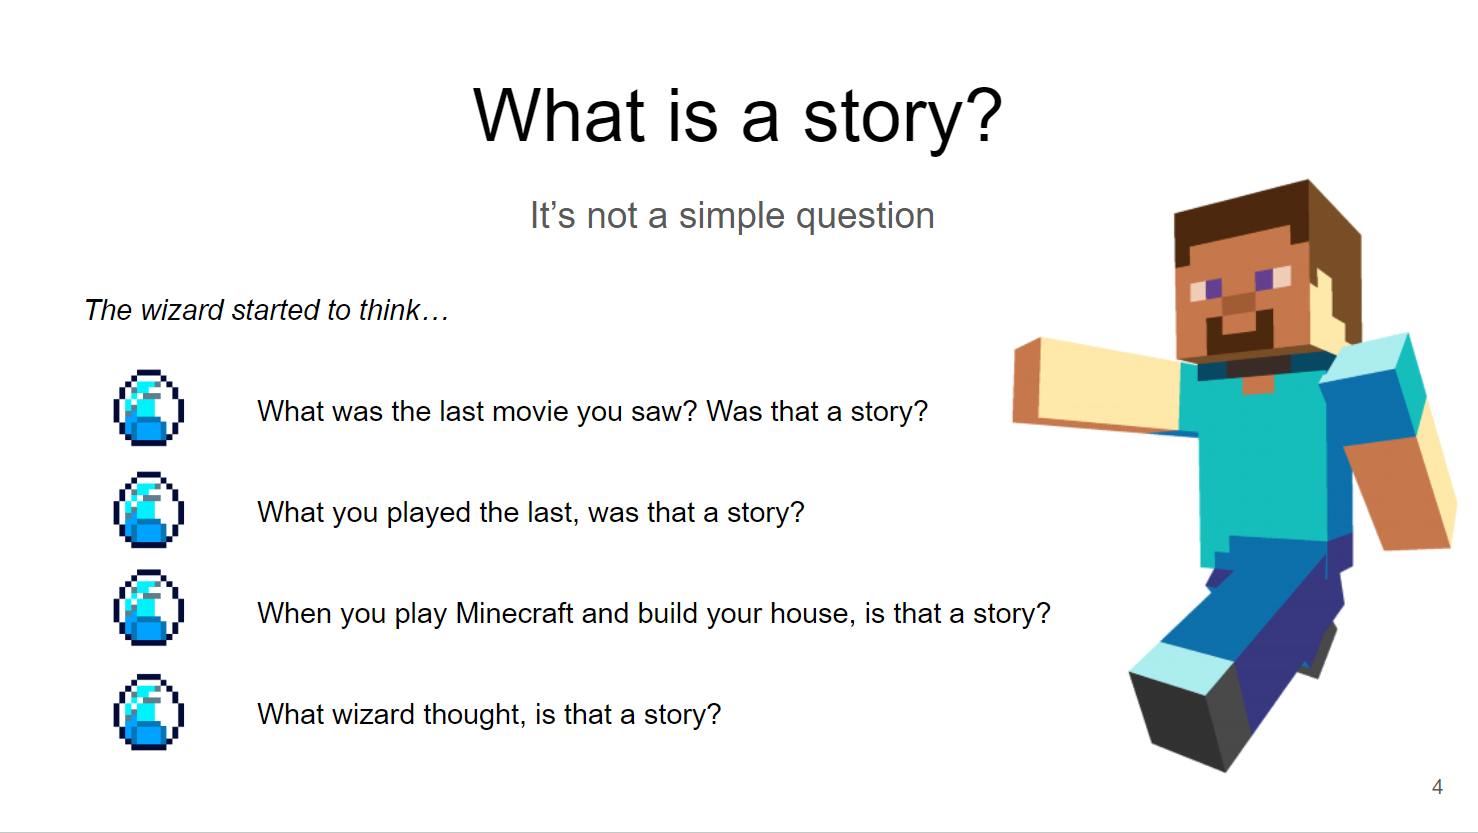 What is a story?
It’s not a simple question
The wizard started to think…
What was the last movie you saw? Was that a story?
What you played the last, was that a story?
When you play Minecraft and build your house, is that a story?
What wizard thought, is that a story?
4